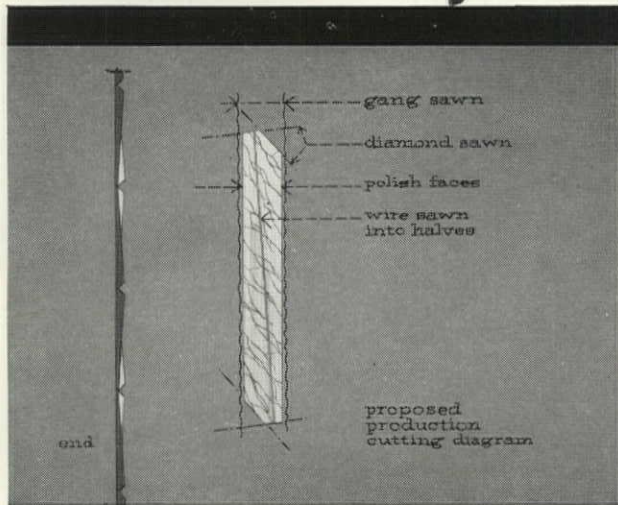 gang sawn
diamond sawn
polish faces
wire sawn
into halves
end
proposed
production
cutting diagram